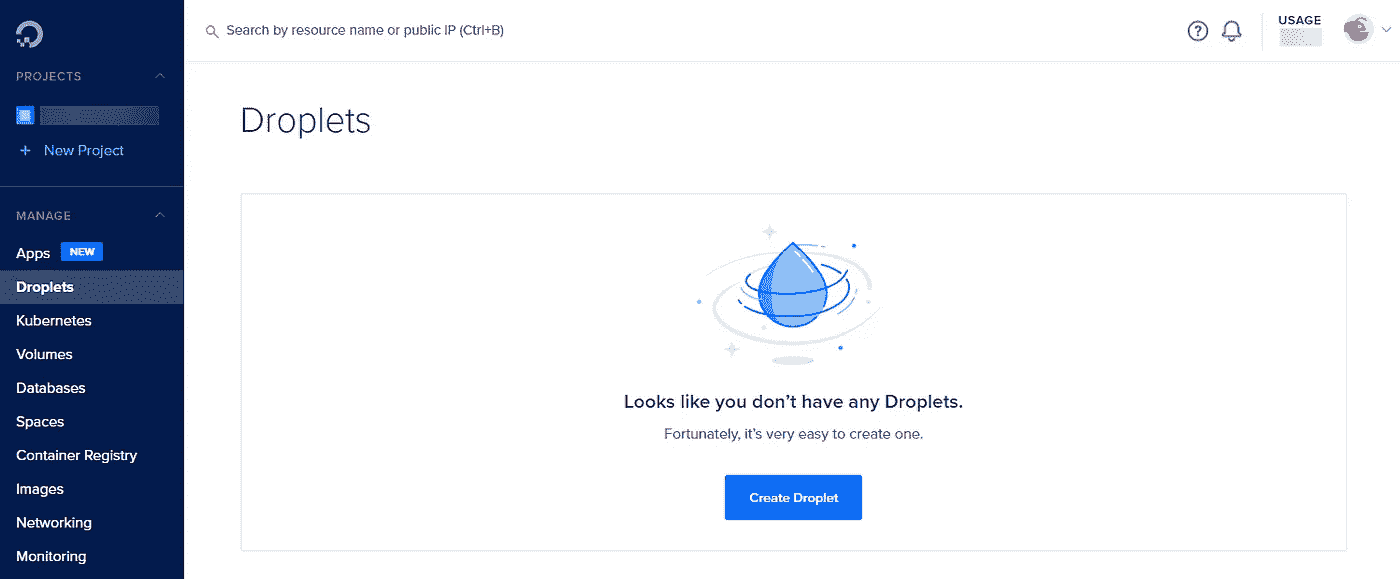 Search by resource name or public IP (Ctrl+B)
USAGE
PROJECTS
+ New Project
MANAGE
Apps NEW
Droplets
Kubernetes
Volumes
Databases
Spaces
Container Registry
Images
Networking
Monitoring
Droplets
Looks like you don’t have any Droplets.
Fortunately, it’s very easy to create one.
Create Droplet